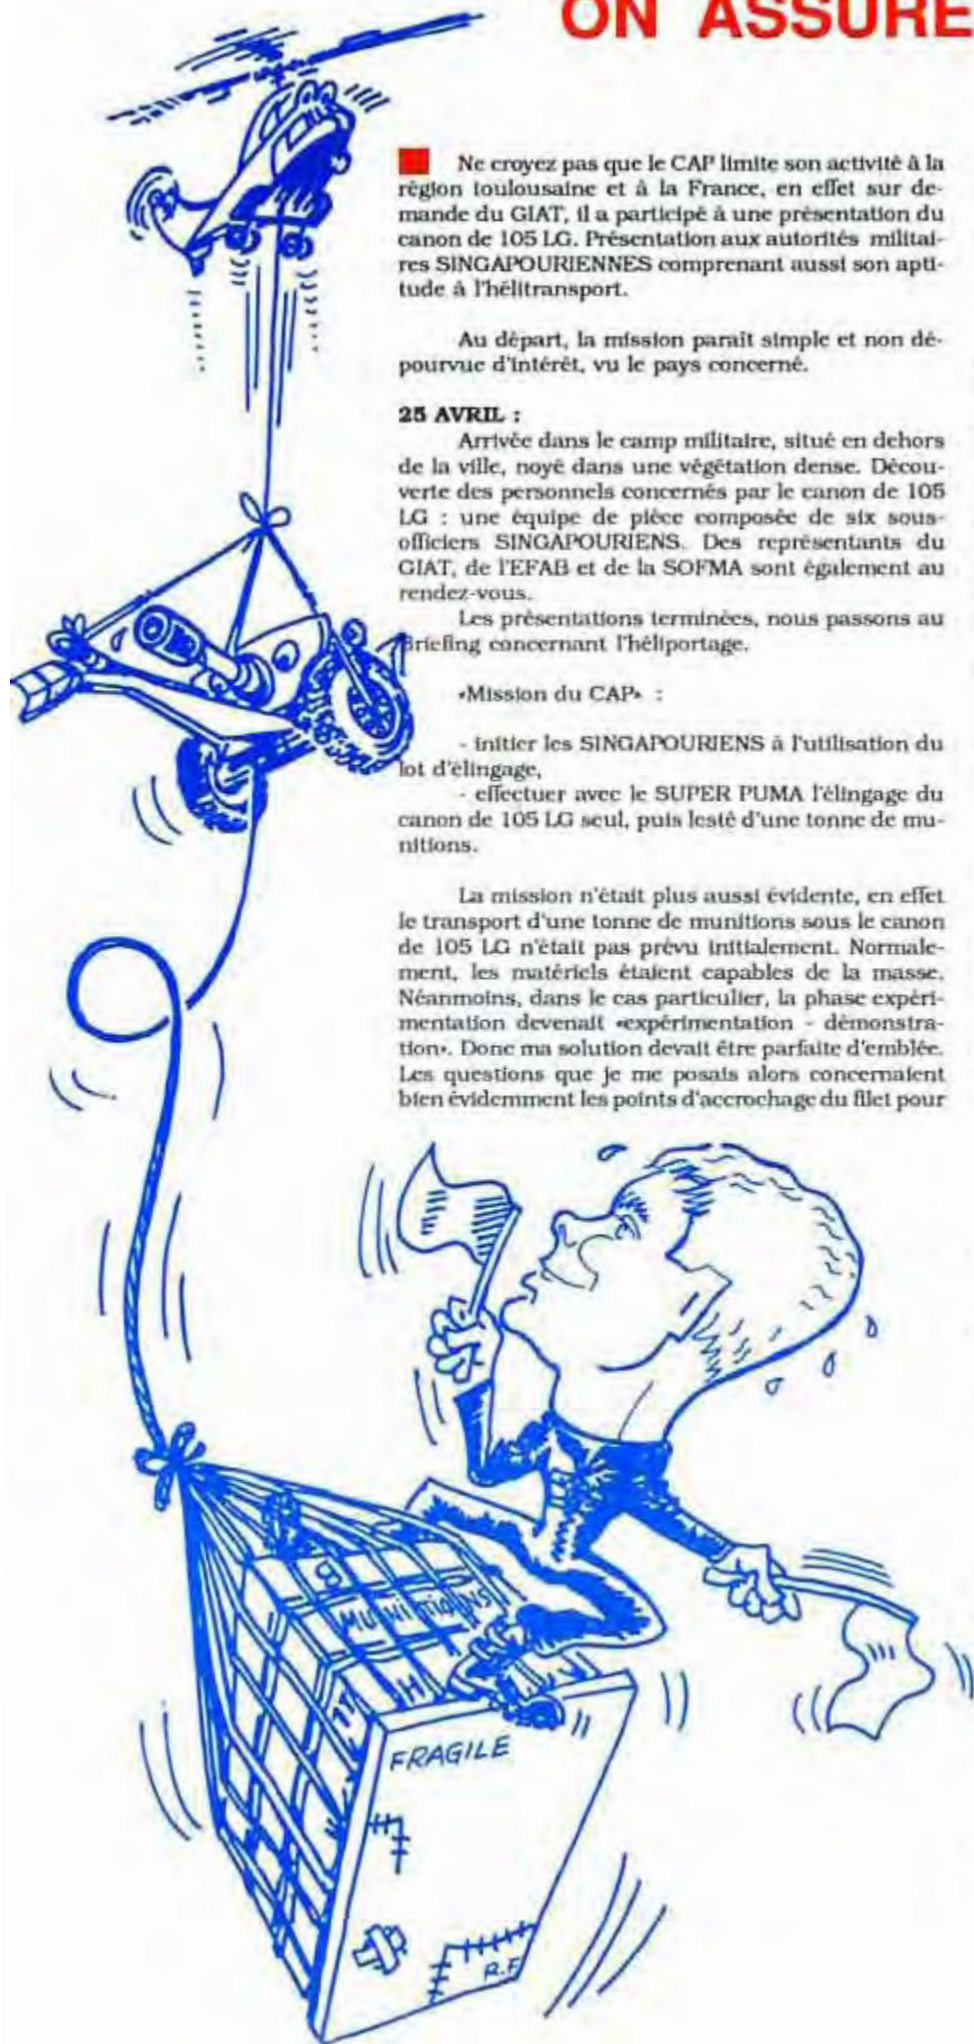 ON ASSURE
Ne croyez pas que le CAP limite son activité à la
région toulousaine et à la France, en effet sur de-
mande du GIAT, il a participé à une présentation du
canon de 105 LG. Présentation aux autorités militai-
res SINGAPOURIENNES comprenant aussi son apti-
tude à l'hélitransport.
Au départ, la mission paraît simple et non dé-
pourvue d'intérêt, vu le pays concerné.
25 AVRIL :
Arrivée dans le camp militaire, situé en dehors
de la ville, noyé dans une végétation dense. Décou-
verte des personnels concernés par le canon de 105
LG : une équipe de pièce composée de six sous-
officiers SINGAPOURIENS. Des représentants du
GIAT, de l'EFAB et de la SOFMA sont également au
rendez-vous.
Les présentations terminées, nous passons au
Briefing concernant l'héliportage.
«Mission du CAP» :
- initier les SINGAPOURIENS à l'utilisation du
lot d'élingage,
- effectuer avec le SUPER PUMA l'élingage du
canon de 105 LG seul, puis lesté d'une tonne de mu-
nitions.
La mission n'était plus aussi évidente, en effet
le transport d'une tonne de munitions sous le canon
de 105 LG n'était pas prévu initialement. Normale-
ment, les matériels étaient capables de la masse.
Néanmoins, dans le cas particulier, la phase expéri-
mentation devenait «expérimentation - démonstra-
tion». Donc ma solution devait être parfaite d'emblée.
Les questions que je me posais alors concernaient
bien évidemment les points d'accrochage du filet pour
Munitions
FRAGILE
R.F